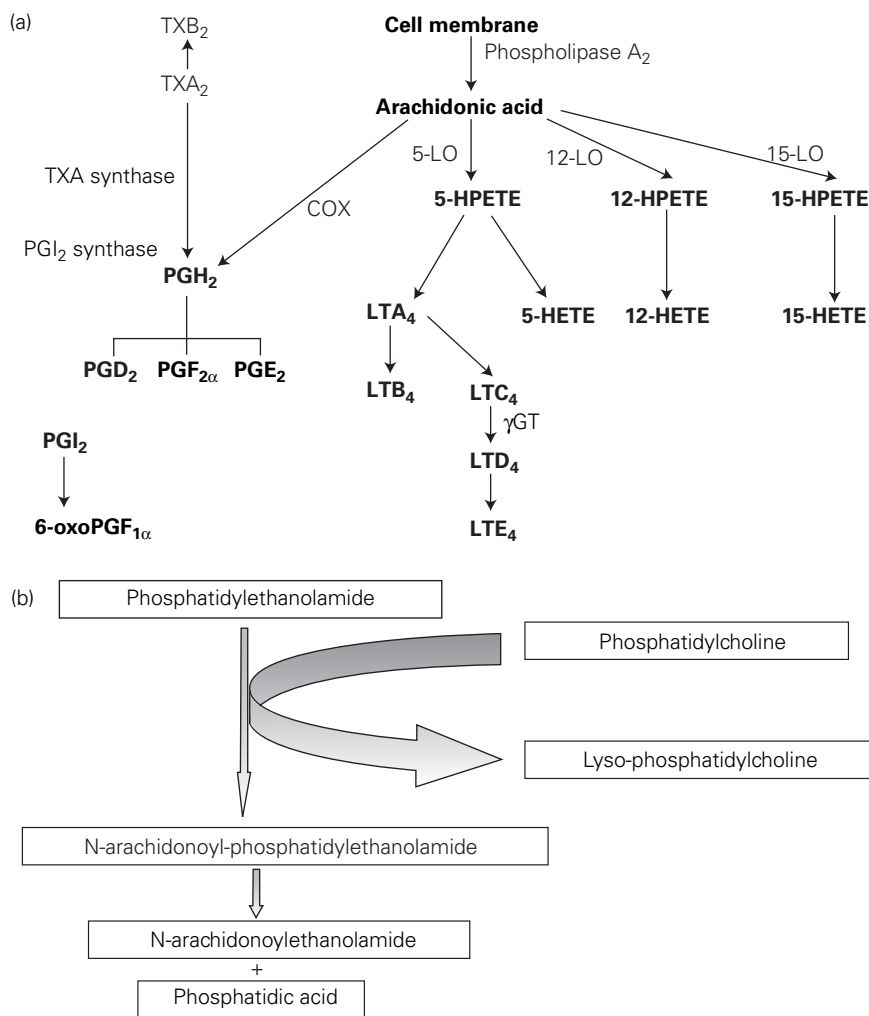 (a)
TXB₂
TXA₂
TXA synthase
PGI₂ synthase
PGH₂
PGD₂ PGF₂α PGE₂
PGI₂
6-oxoPGF₁α
Cell membrane
Phospholipase A₂
Arachidonic acid
COX
5-LO
12-LO
15-LO
5-HPETE
12-HPETE
15-HPETE
LTA₄
5-HETE
12-HETE
15-HETE
LTB₄
LTC₄
γGT
LTD₄
LTE₄
(b)
Phosphatidylethanolamide
Phosphatidylcholine
Lyso-phosphatidylcholine
N-arachidonoyl-phosphatidylethanolamide
N-arachidonoylethanolamide
+
Phosphatidic acid